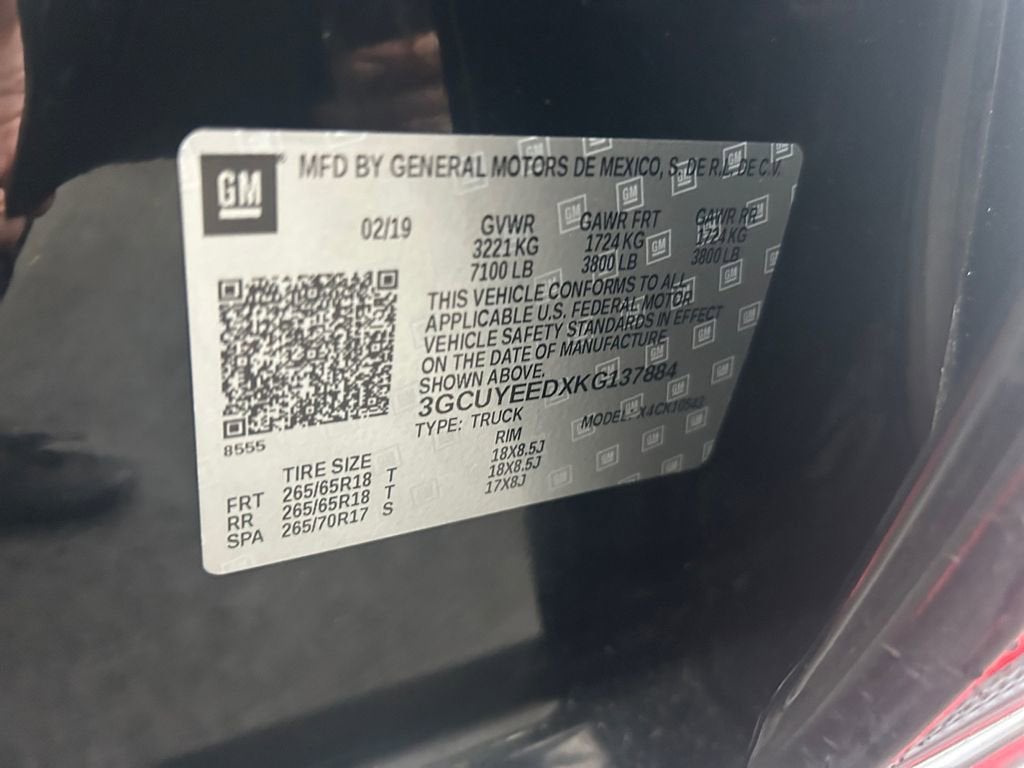 GM
MFD BY GENERAL MOTORS DE MEXICO, S. DE R.L. DE C.V.
02/19 GVWR GAWR FRT GAWR RR
3221 KG 1724 KG 1724 KG
7100 LB 3800 LB 3800 LB
THIS VEHICLE CONFORMS TO ALL
APPLICABLE U.S. FEDERAL MOTOR
VEHICLE SAFETY STANDARDS IN EFFECT
ON THE DATE OF MANUFACTURE
SHOWN ABOVE.
3GCUYEEDXKG137884
TYPE: TRUCK MODEL:
8555
TIRE SIZE RIM
FRT 265/65R18 T 18X8.5J
RR 265/65R18 T 18X8.5J
SPA 265/70R17 S 17X8J